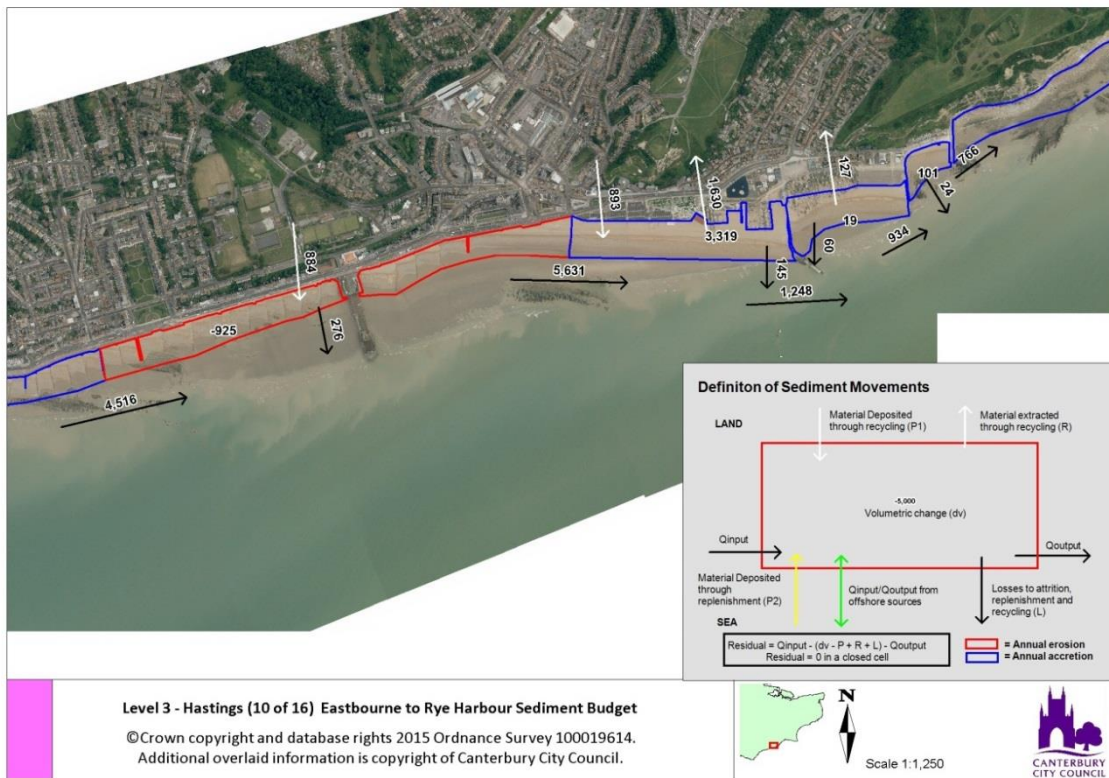 893
1,630
127
766
101
24
884
3,319
19
60
934
5,631
145
1,248
-925
276
4,516
Definiton of Sediment Movements
LAND
Material Deposited
through recycling (P1)
Material extracted
through recycling (R)
-5,000
Volumetric change (dv)
Qinput
Qoutput
Material Deposited
through
replenishment (P2)
Qinput/Qoutput from
offshore sources
Losses to attrition,
replenishment and
recycling (L)
SEA
Residual = Qinput - (dv - P + R + L) - Qoutput
Residual = 0 in a closed cell
= Annual erosion
= Annual accretion
Level 3 - Hastings (10 of 16) Eastbourne to Rye Harbour Sediment Budget
©Crown copyright and database rights 2015 Ordnance Survey 100019614.
Additional overlaid information is copyright of Canterbury City Council.
N
Scale 1:1,250
CANTERBURY
CITY COUNCIL